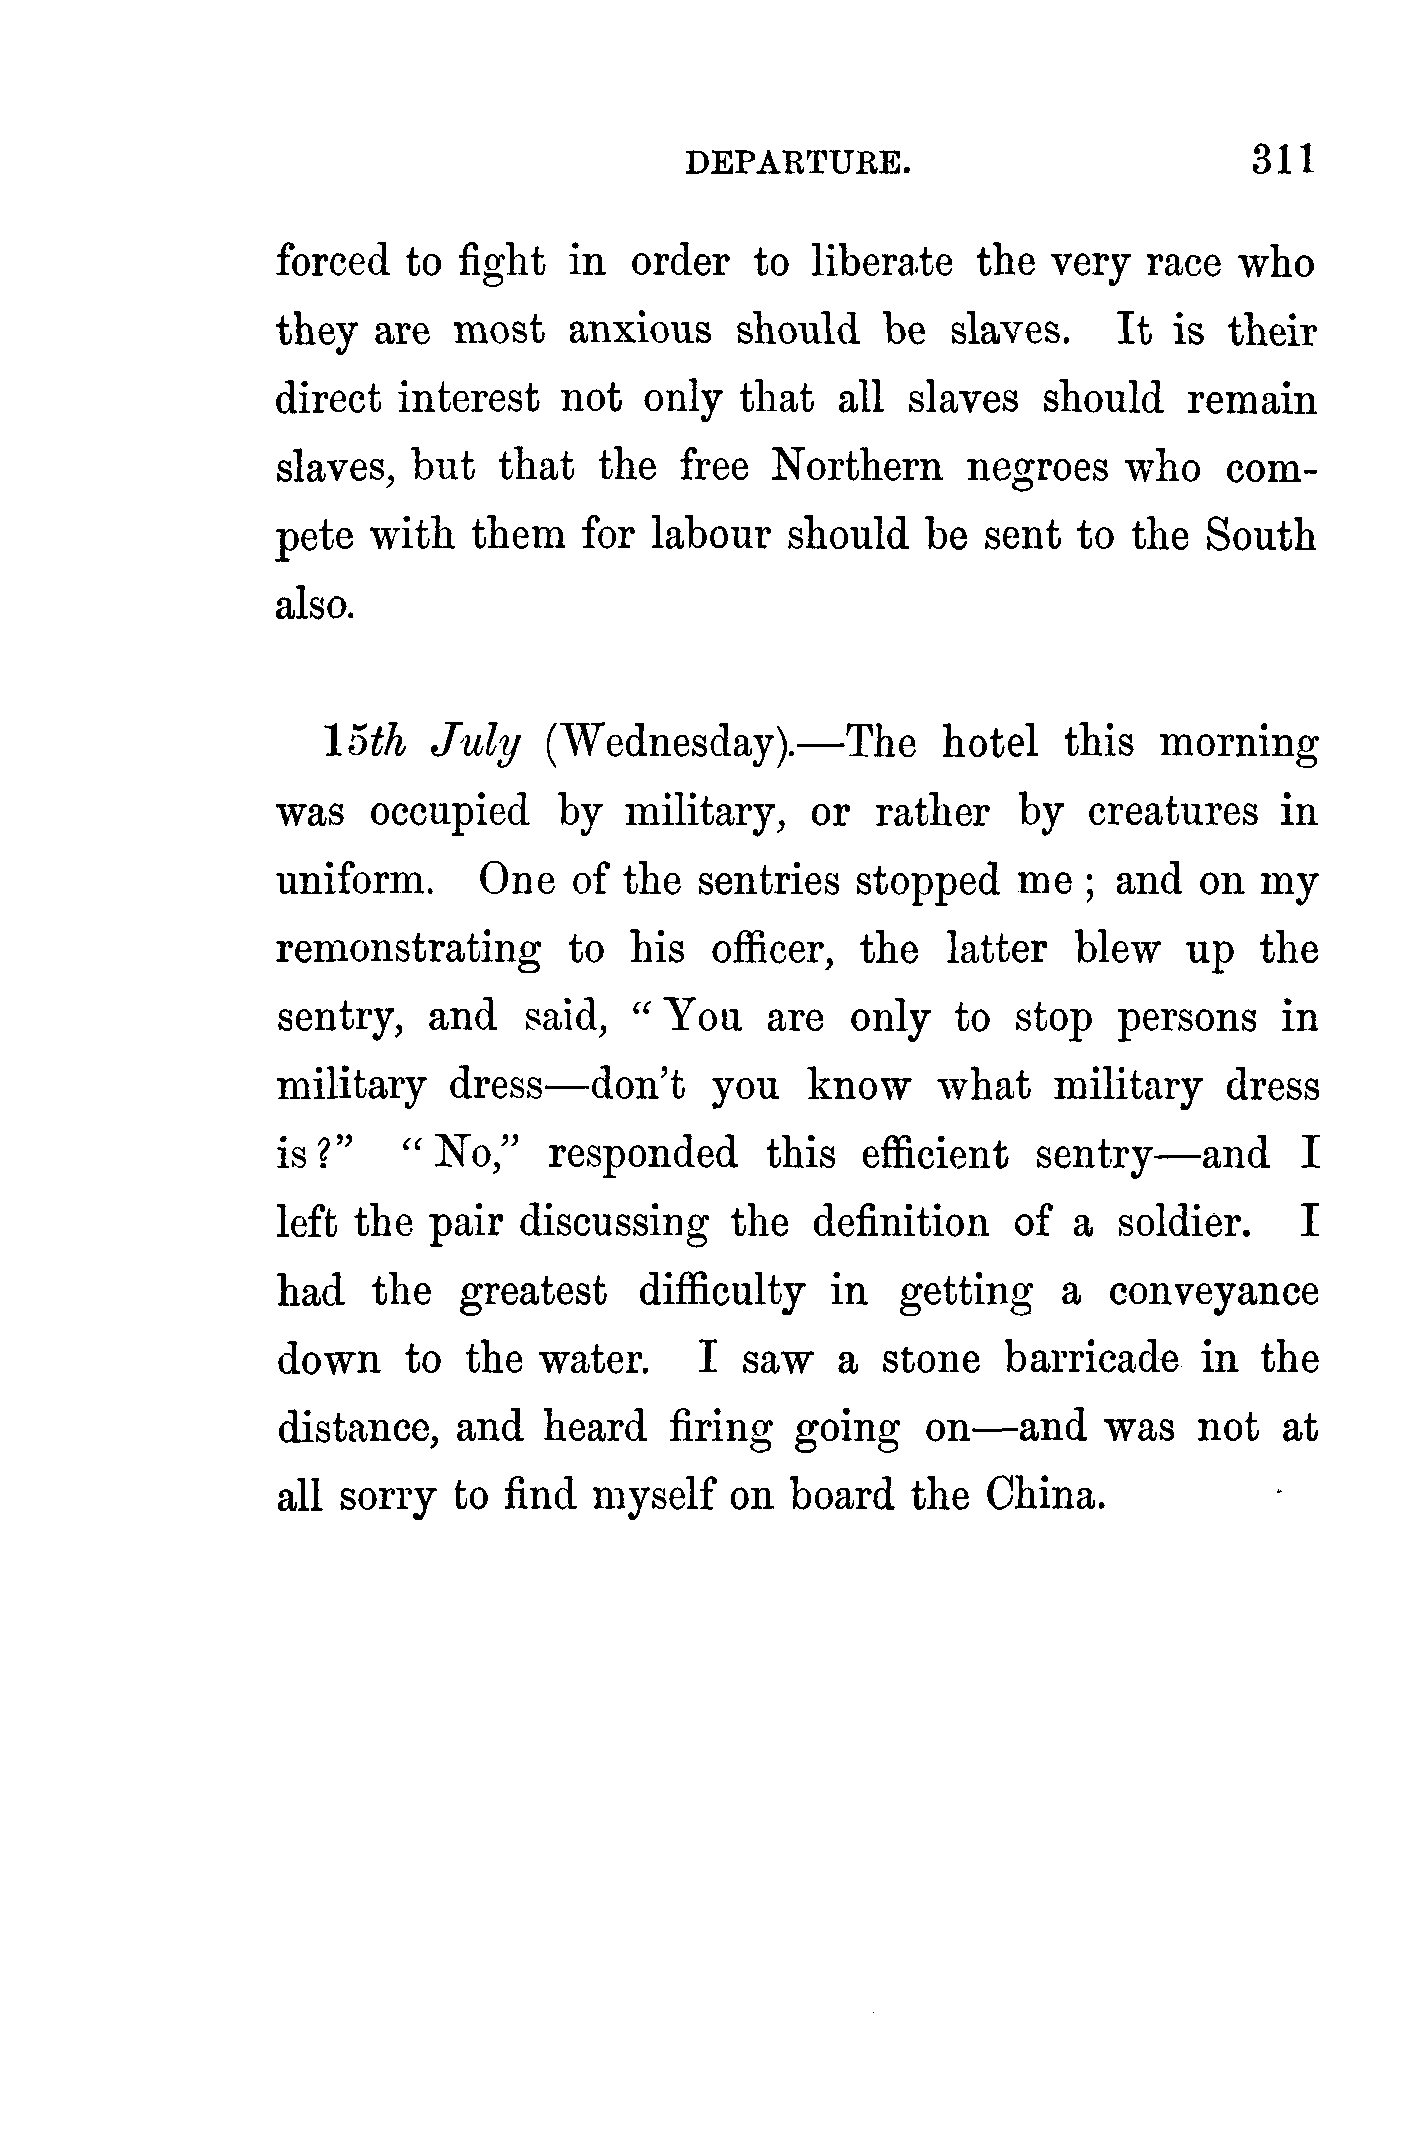 DEPARTURE. 311
forced to fight in order to liberate the very race who
they are most anxious should be slaves. It is their
direct interest not only that all slaves should remain
slaves, but that the free Northern negroes who com-
pete with them for labour should be sent to the South
also.
15th July (Wednesday).—The hotel this morning
was occupied by military, or rather by creatures in
uniform. One of the sentries stopped me ; and on my
remonstrating to his officer, the latter blew up the
sentry, and said, “ You are only to stop persons in
military dress—don’t you know what military dress
is ?” “ No,” responded this efficient sentry—and I
left the pair discussing the definition of a soldier. I
had the greatest difficulty in getting a conveyance
down to the water. I saw a stone barricade in the
distance, and heard firing going on—and was not at
all sorry to find myself on board the China.